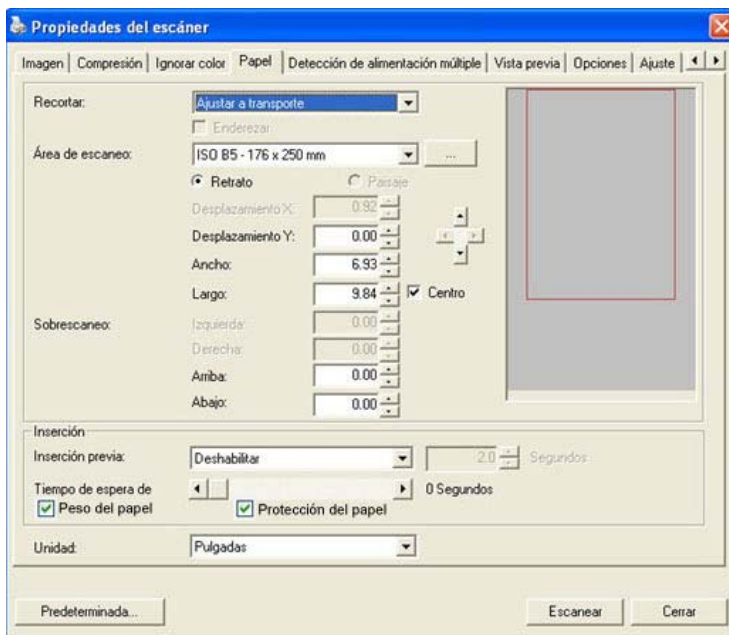 Propiedades del escáner
Imagen Compresión Ignorar color Papel Detección de alimentación múltiple Vista previa Opciones Ajuste
Recortar: Ajustar a transporte
Enderezar
Área de escaneo: ISO B5 - 176 x 250 mm ...
Retrato Paisaje
Desplazamiento X: 0.92
Desplazamiento Y: 0.00
Ancho: 6.93
Largo: 9.84 Centro
Sobrescaneo: Izquierda: 0.00
Derecha: 0.00
Arriba: 0.00
Abajo: 0.00
Inserción
Inserción previa: Deshabilitar 2.0 Segundos
Tiempo de espera de 0 Segundos
Peso del papel Protección del papel
Unidad: Pulgadas
Predeterminada... Escanear Cerrar